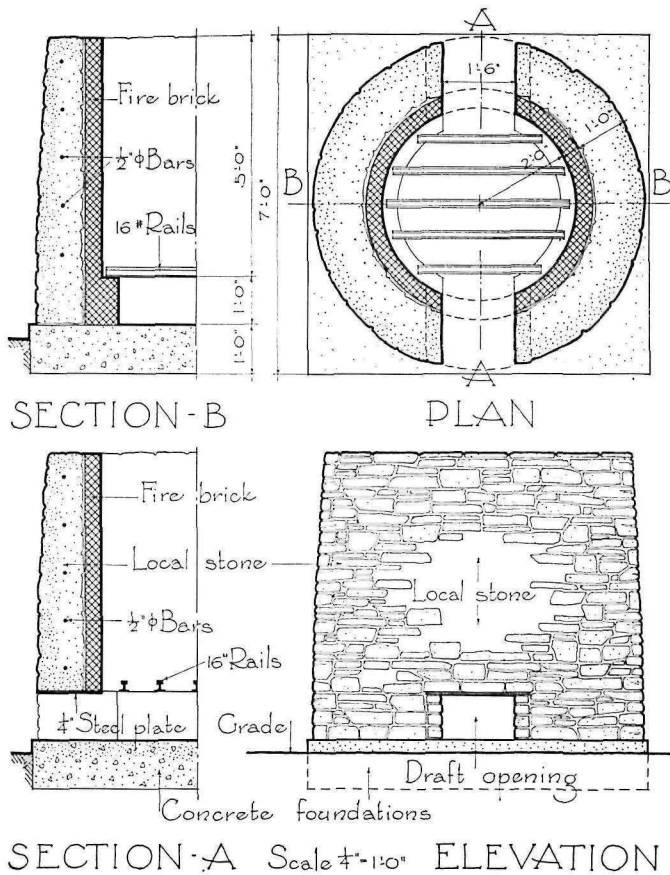 A
1'-6"
Fire brick
½"ϕ Bars
5'-0"
7'-0"
2'-0
1'-0"
B
B
16# Rails
1'-0"
1'-0"
A
SECTION-B
PLAN
Fire brick
Local stone
Local stone
½"ϕ Bars
16" Rails
¼" Steel plate
Grade
Draft opening
Concrete foundations
SECTION-A Scale ¼"-1'-0" ELEVATION